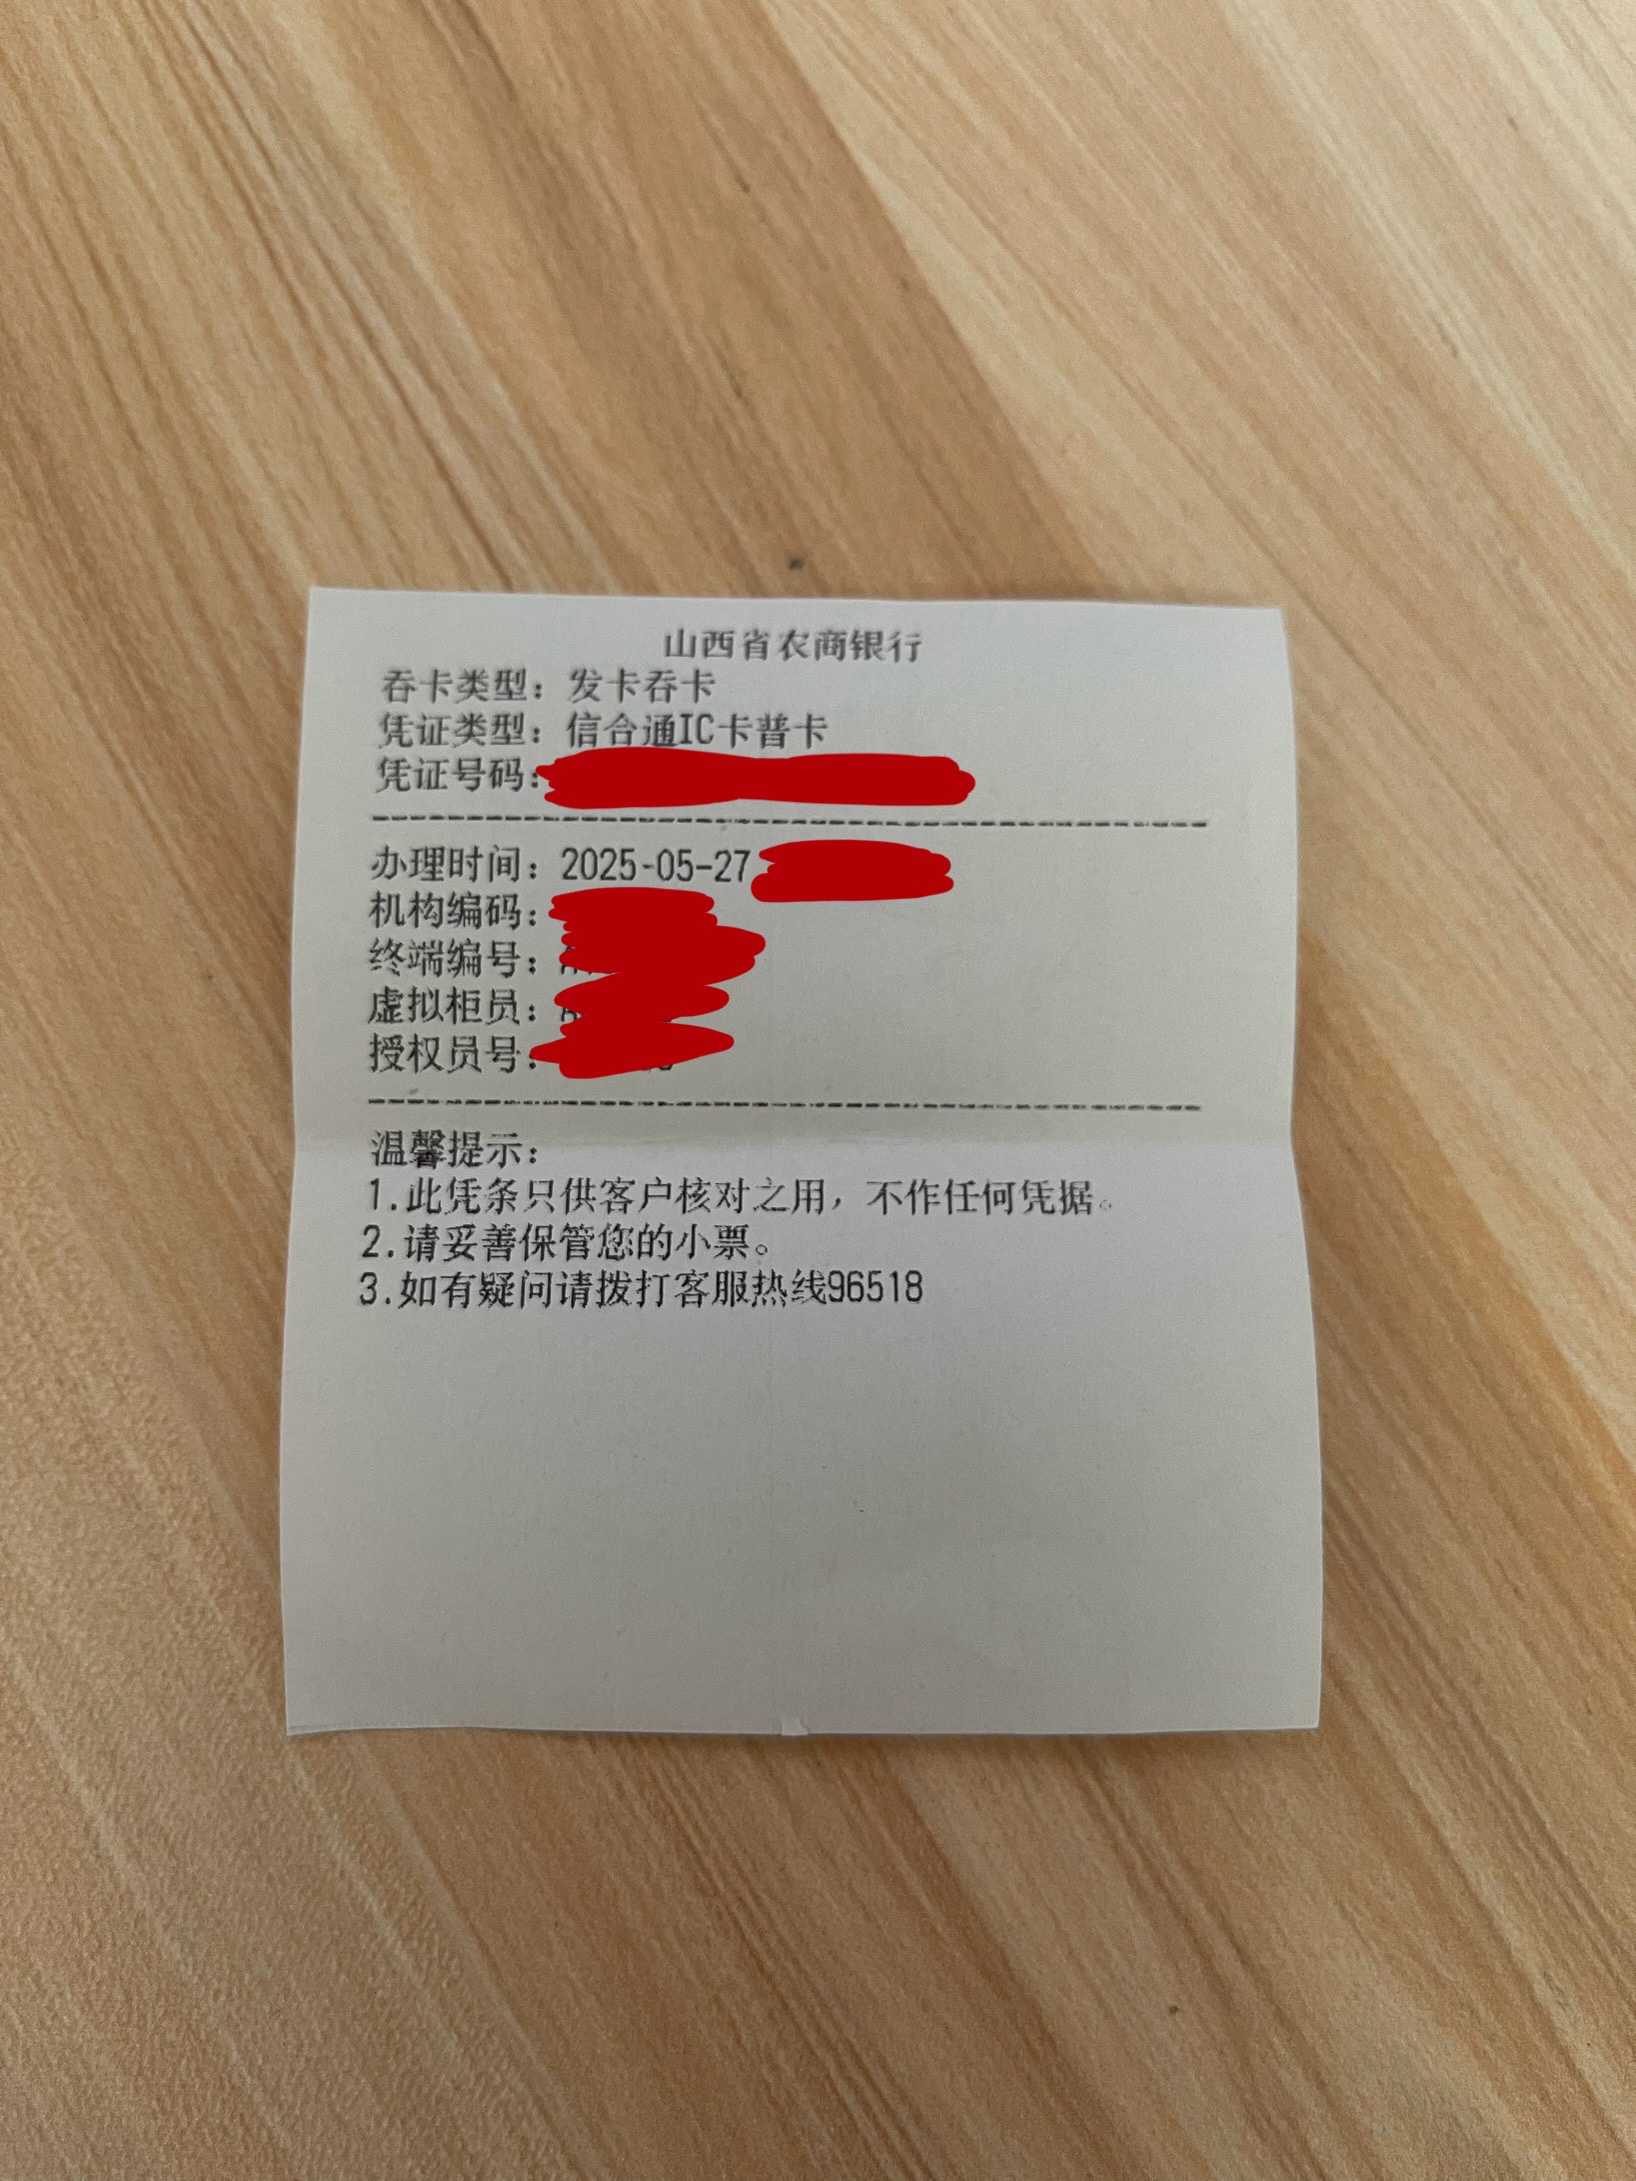 山西省农商银行
吞卡类型：发卡吞卡
凭证类型：信合通IC卡普卡
凭证号码：
办理时间：2025-05-27
机构编码：
终端编号：
虚拟柜员：
授权员号：
温馨提示：
1.此凭条只供客户核对之用，不作任何凭据。
2.请妥善保管您的小票。
3.如有疑问请拨打客服热线96518